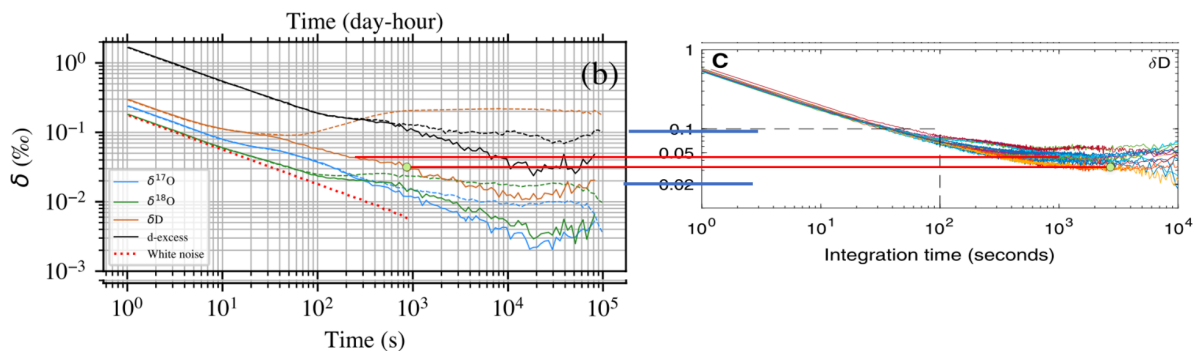 Time (day-hour)
10⁰
10⁻¹
10⁻²
10⁻³
δ (‰)
(b)
δ¹⁷O
δ¹⁸O
δD
d-excess
White noise
10⁰ 10¹ 10² 10³ 10⁴ 10⁵
Time (s)
C
δD
1
0.1
0.05
0.02
10⁰ 10¹ 10² 10³ 10⁴
Integration time (seconds)